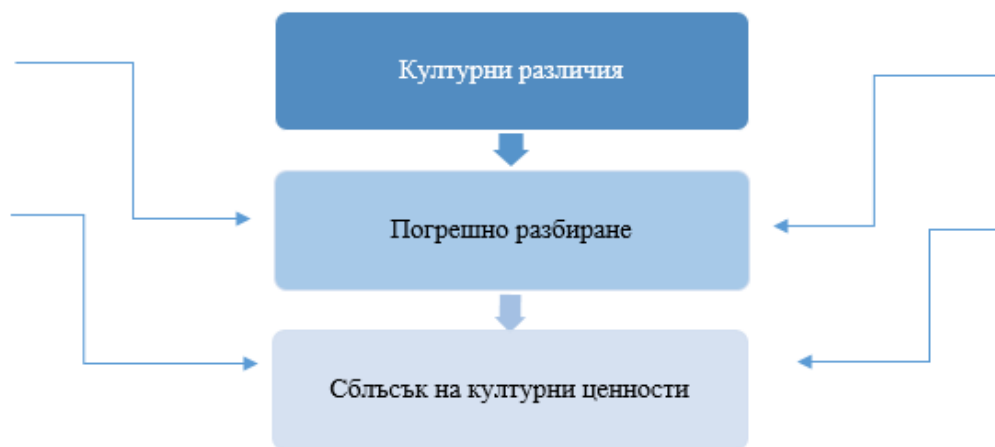 Културни различия
Погрешно разбиране
Сблъсък на културни ценности